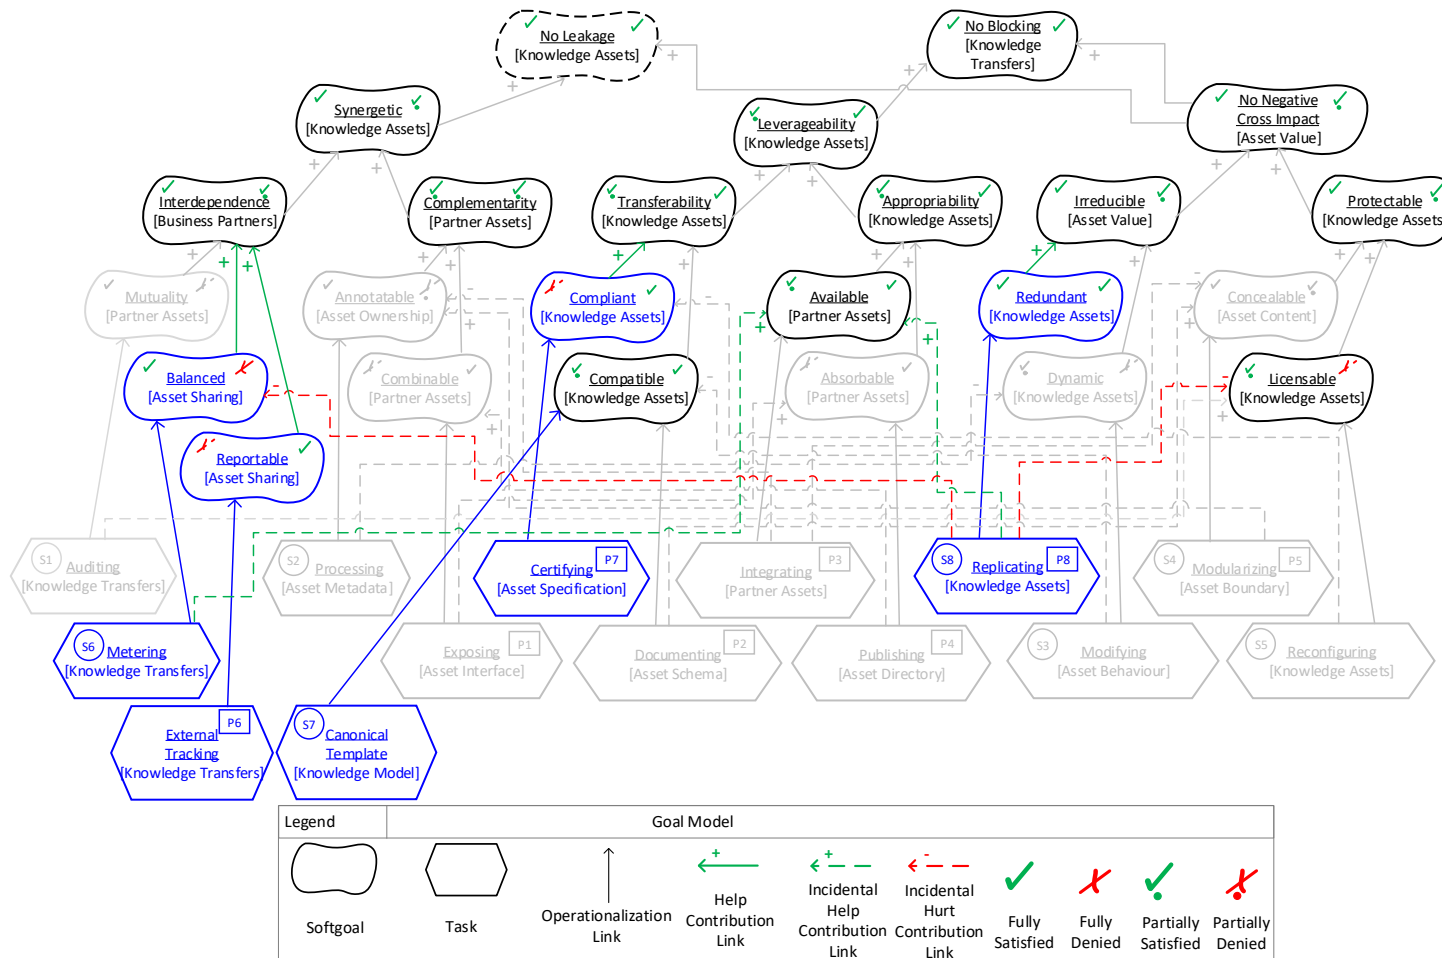 No Leakage
[Knowledge Assets]
No Blocking
[Knowledge
Transfers]
+
+
+
+
Synergetic
[Knowledge Assets]
Leverageability
[Knowledge Assets]
No Negative
Cross Impact
[Asset Value]
+
+
+
+
+
+
Interdependence
[Business Partners]
Complementarity
[Partner Assets]
Transferability
[Knowledge Assets]
Appropriability
[Knowledge Assets]
Irreducible
[Asset Value]
Protectable
[Knowledge Assets
+
+
+
+
+
+
+
+
+
+
+
+
+
Mutuality
[Partner Assets]
Annotatable
[Asset Ownership]
-
Compliant
[Knowledge Assets]
-
Available
[Partner Assets]
Redundant
[Knowledge Assets]
-
Concealable
[Asset Content]
+
+
+
+
+
Balanced
[Asset Sharing]
-
Combinable
[Partner Assets]
Compatible
[Knowledge Assets]
-
Absorbable
[Partner Assets]
+
Dynamic
[Asset Behaviour]
-
Licensable
[Knowledge Assets]
-
+
+
Reportable
[Asset Sharing]
S1
Auditing
[Knowledge Transfers]
S2
Processing
[Asset Metadata]
P7
Certifying
[Asset Specification]
P3
Integrating
[Partner Assets]
S8
P8
Replicating
[Knowledge Assets]
S4
P5
Modularizing
[Asset Boundary]
S6
Metering
[Knowledge Transfers]
P1
Exposing
[Asset Interface]
P2
Documenting
[Asset Schema]
P4
Publishing
[Asset Directory]
S3
Modifying
[Asset Behaviour]
S5
Reconfiguring
[Knowledge Assets]
P6
External
Tracking
[Knowledge Transfers]
S7
Canonical
Template
[Knowledge Model]
Legend
Goal Model
+
+
-
Softgoal
Task
Operationalization
Link
Help
Contribution
Link
Incidental
Help
Contribution
Link
Incidental
Hurt
Contribution
Link
Fully
Satisfied
Fully
Denied
Partially
Satisfied
Partially
Denied